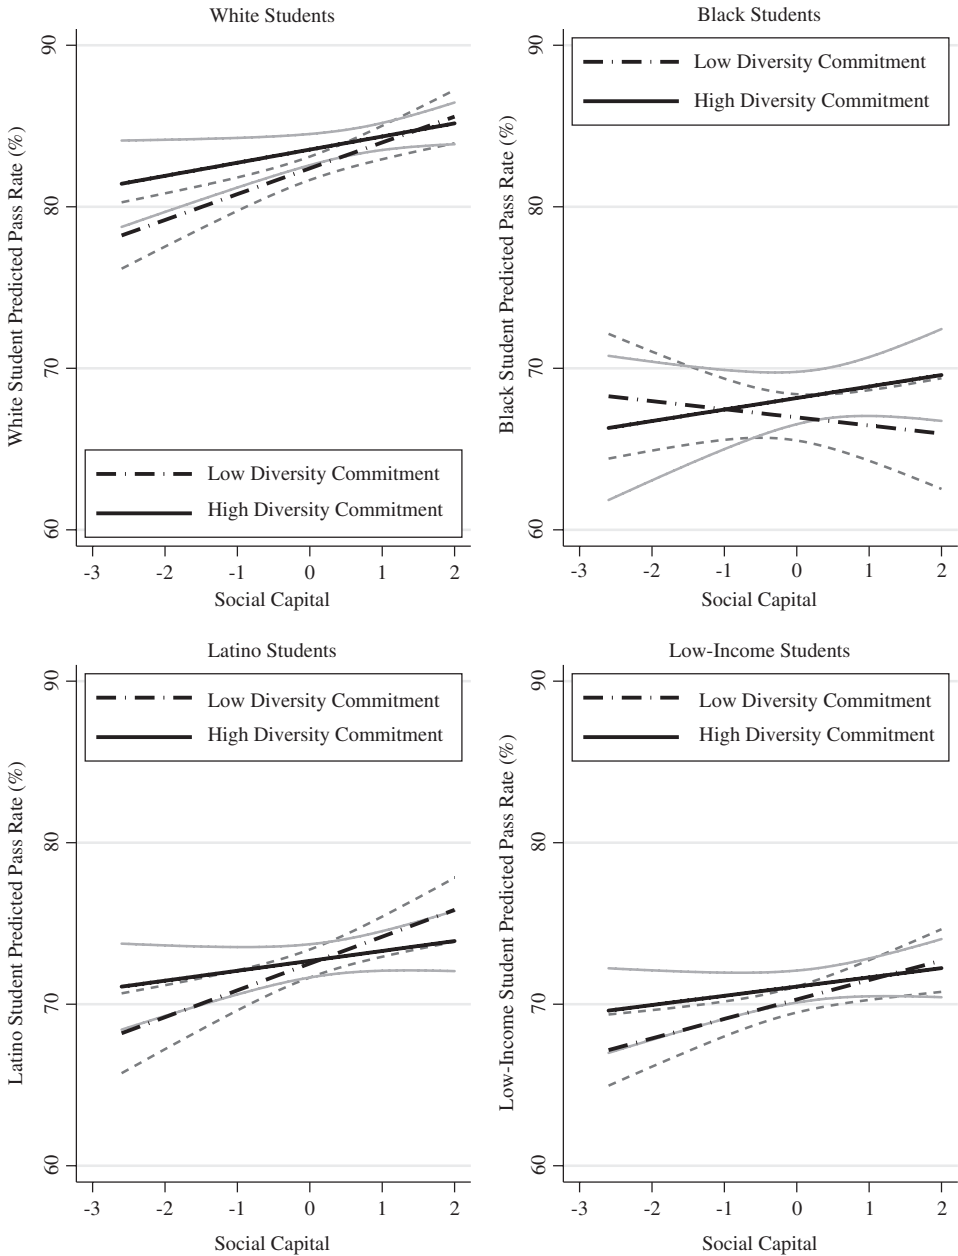 White Students
White Student Predicted Pass Rate (%)
90
80
70
60
Low Diversity Commitment
High Diversity Commitment
-3 -2 -1 0 1 2
Social Capital
Black Students
Black Student Predicted Pass Rate (%)
90
80
70
60
Low Diversity Commitment
High Diversity Commitment
-3 -2 -1 0 1 2
Social Capital
Latino Students
Latino Student Predicted Pass Rate (%)
90
80
70
60
Low Diversity Commitment
High Diversity Commitment
-3 -2 -1 0 1 2
Social Capital
Low-Income Students
Low-Income Student Predicted Pass Rate (%)
90
80
70
60
Low Diversity Commitment
High Diversity Commitment
-3 -2 -1 0 1 2
Social Capital